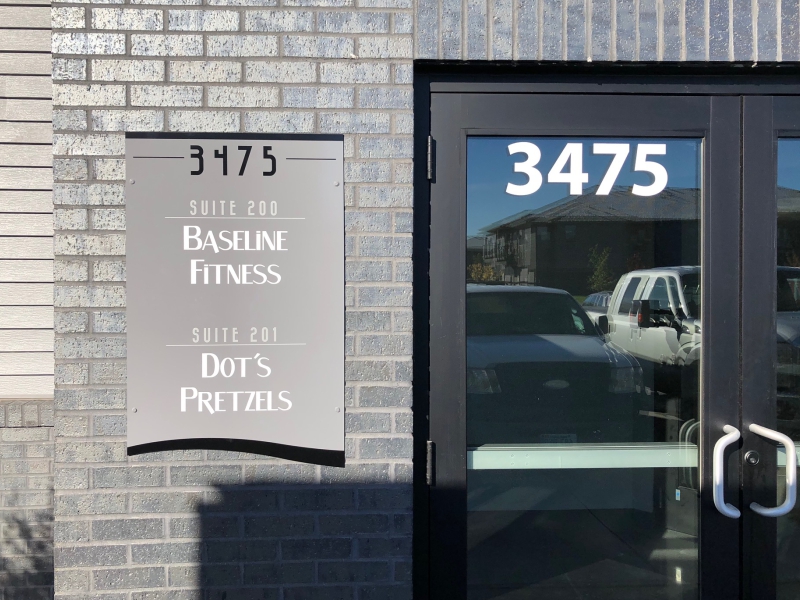 3475
SUITE 200
BASELINE
FITNESS
SUITE 201
DOT'S
PRETZELS
3475